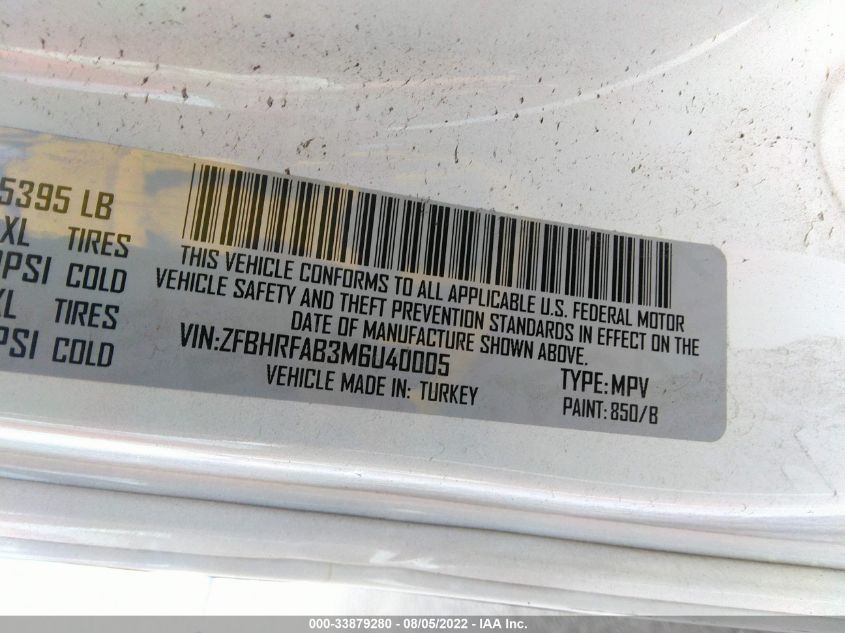 5395 LB
XL TIRES
PSI COLD
XL TIRES
PSI COLD
THIS VEHICLE CONFORMS TO ALL APPLICABLE U.S. FEDERAL MOTOR
VEHICLE SAFETY AND THEFT PREVENTION STANDARDS IN EFFECT ON THE
DATE OF MANUFACTURE SHOWN ABOVE.
VIN:ZFBHRFAB3M6U40005
TYPE:MPV
VEHICLE MADE IN: TURKEY
PAINT:850/B
000-33879280 - 08/05/2022 - IAA Inc.